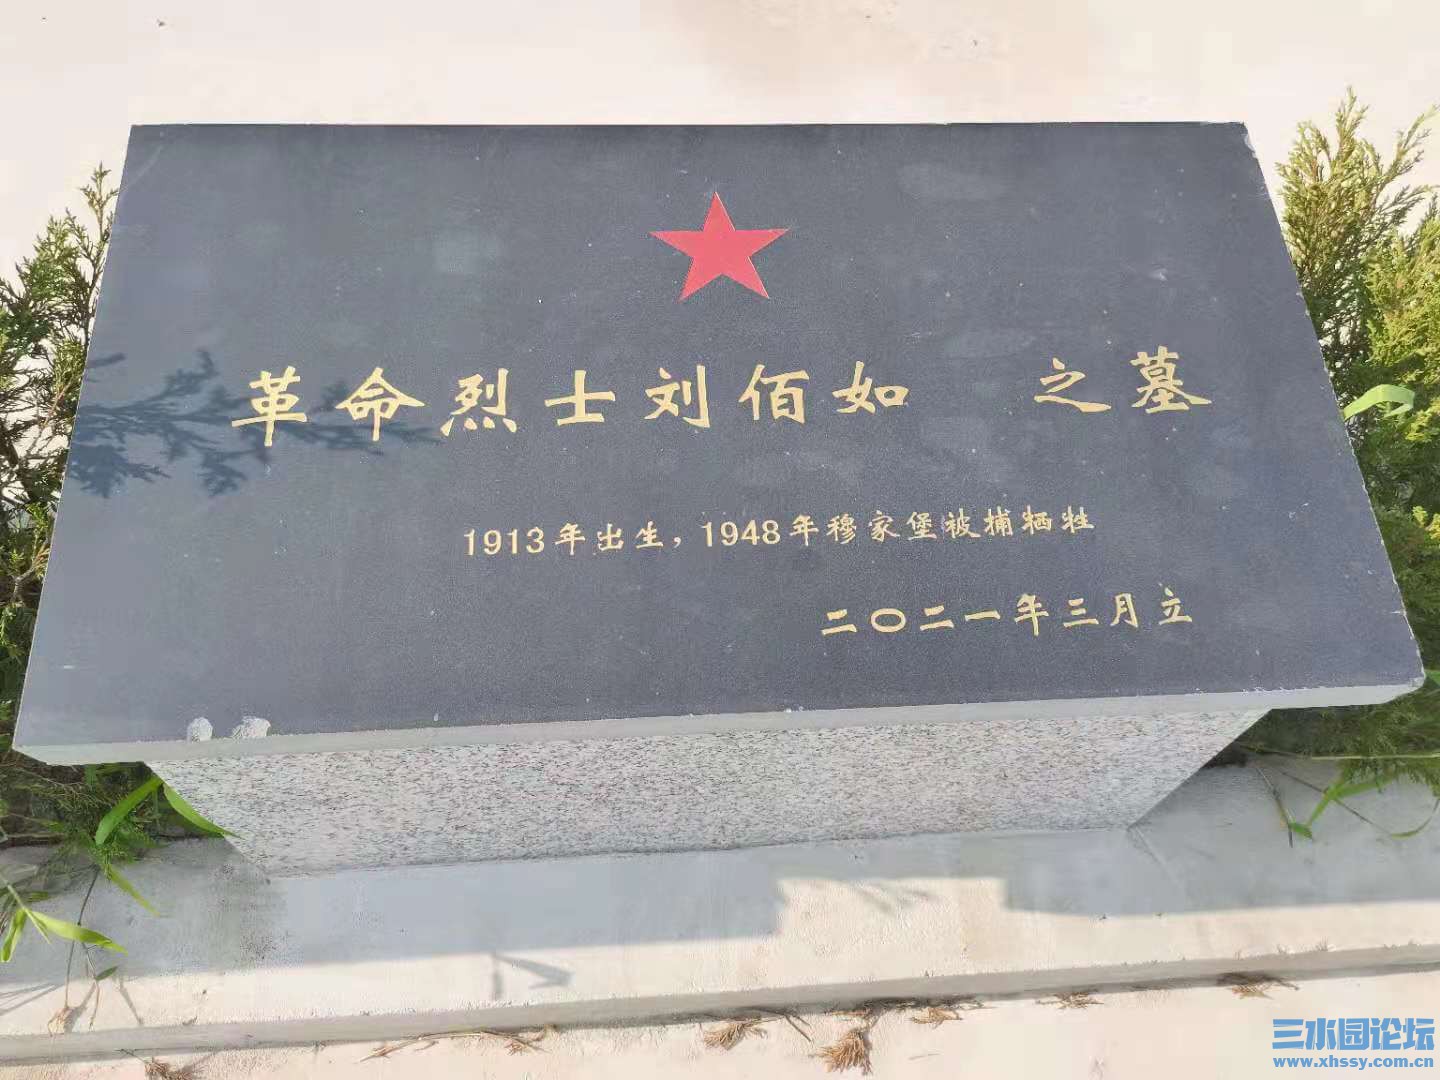 革命烈士刘佰如 之墓
1913年出生，1948年穆家堡被捕牺牲
二〇二一年三月立
三水园论坛
www.xhssy.com.cn